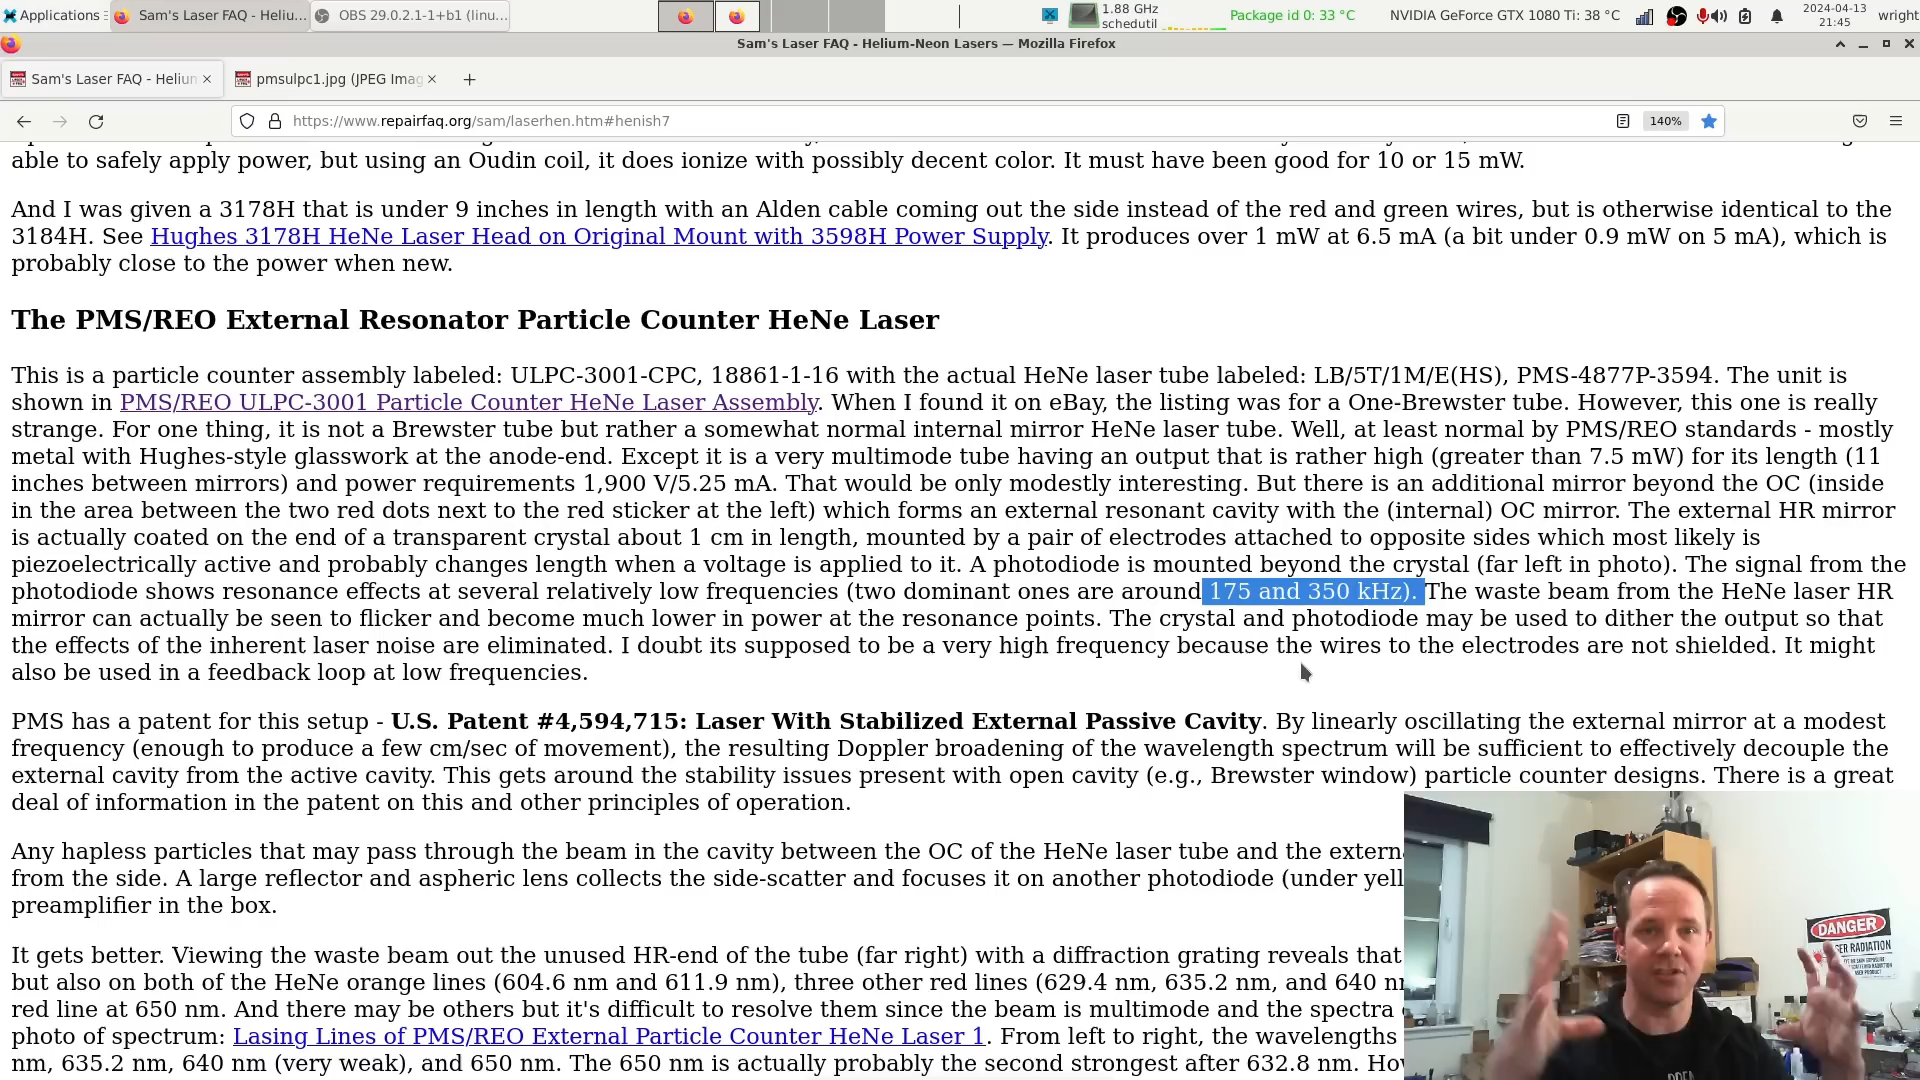 Applications
Sam's Laser FAQ - Heliu...
OBS 29.0.2.1-1+b1 (linu...
1.88 GHz
schedutil
Package id 0: 33 °C
NVIDIA GeForce GTX 1080 Ti: 38 °C
2024-04-13
21:45
wright
Sam's Laser FAQ - Helium-Neon Lasers — Mozilla Firefox
Sam's Laser FAQ - Helium
pmsulpc1.jpg (JPEG Imag
https://www.repairfaq.org/sam/laserhen.htm#henish7
140%
able to safely apply power, but using an Oudin coil, it does ionize with possibly decent color. It must have been good for 10 or 15 mW.
And I was given a 3178H that is under 9 inches in length with an Alden cable coming out the side instead of the red and green wires, but is otherwise identical to the
3184H. See Hughes 3178H HeNe Laser Head on Original Mount with 3598H Power Supply. It produces over 1 mW at 6.5 mA (a bit under 0.9 mW on 5 mA), which is
probably close to the power when new.
The PMS/REO External Resonator Particle Counter HeNe Laser
This is a particle counter assembly labeled: ULPC-3001-CPC, 18861-1-16 with the actual HeNe laser tube labeled: LB/5T/1M/E(HS), PMS-4877P-3594. The unit is
shown in PMS/REO ULPC-3001 Particle Counter HeNe Laser Assembly. When I found it on eBay, the listing was for a One-Brewster tube. However, this one is really
strange. For one thing, it is not a Brewster tube but rather a somewhat normal internal mirror HeNe laser tube. Well, at least normal by PMS/REO standards - mostly
metal with Hughes-style glasswork at the anode-end. Except it is a very multimode tube having an output that is rather high (greater than 7.5 mW) for its length (11
inches between mirrors) and power requirements 1,900 V/5.25 mA. That would be only modestly interesting. But there is an additional mirror beyond the OC (inside
in the area between the two red dots next to the red sticker at the left) which forms an external resonant cavity with the (internal) OC mirror. The external HR mirror
is actually coated on the end of a transparent crystal about 1 cm in length, mounted by a pair of electrodes attached to opposite sides which most likely is
piezoelectrically active and probably changes length when a voltage is applied to it. A photodiode is mounted beyond the crystal (far left in photo). The signal from the
photodiode shows resonance effects at several relatively low frequencies (two dominant ones are around 175 and 350 kHz). The waste beam from the HeNe laser HR
mirror can actually be seen to flicker and become much lower in power at the resonance points. The crystal and photodiode may be used to dither the output so that
the effects of the inherent laser noise are eliminated. I doubt its supposed to be a very high frequency because the wires to the electrodes are not shielded. It might
also be used in a feedback loop at low frequencies.
PMS has a patent for this setup - U.S. Patent #4,594,715: Laser With Stabilized External Passive Cavity. By linearly oscillating the external mirror at a modest
frequency (enough to produce a few cm/sec of movement), the resulting Doppler broadening of the wavelength spectrum will be sufficient to effectively decouple the
external cavity from the active cavity. This gets around the stability issues present with open cavity (e.g., Brewster window) particle counter designs. There is a great
deal of information in the patent on this and other principles of operation.
Any hapless particles that may pass through the beam in the cavity between the OC of the HeNe laser tube and the extern
from the side. A large reflector and aspheric lens collects the side-scatter and focuses it on another photodiode (under yell
preamplifier in the box.
It gets better. Viewing the waste beam out the unused HR-end of the tube (far right) with a diffraction grating reveals that
but also on both of the HeNe orange lines (604.6 nm and 611.9 nm), three other red lines (629.4 nm, 635.2 nm, and 640 n
red line at 650 nm. And there may be others but it's difficult to resolve them since the beam is multimode and the spectra
photo of spectrum: Lasing Lines of PMS/REO External Particle Counter HeNe Laser 1. From left to right, the wavelengths
nm, 635.2 nm, 640 nm (very weak), and 650 nm. The 650 nm is actually probably the second strongest after 632.8 nm. Ho
DANGER
RADIATION